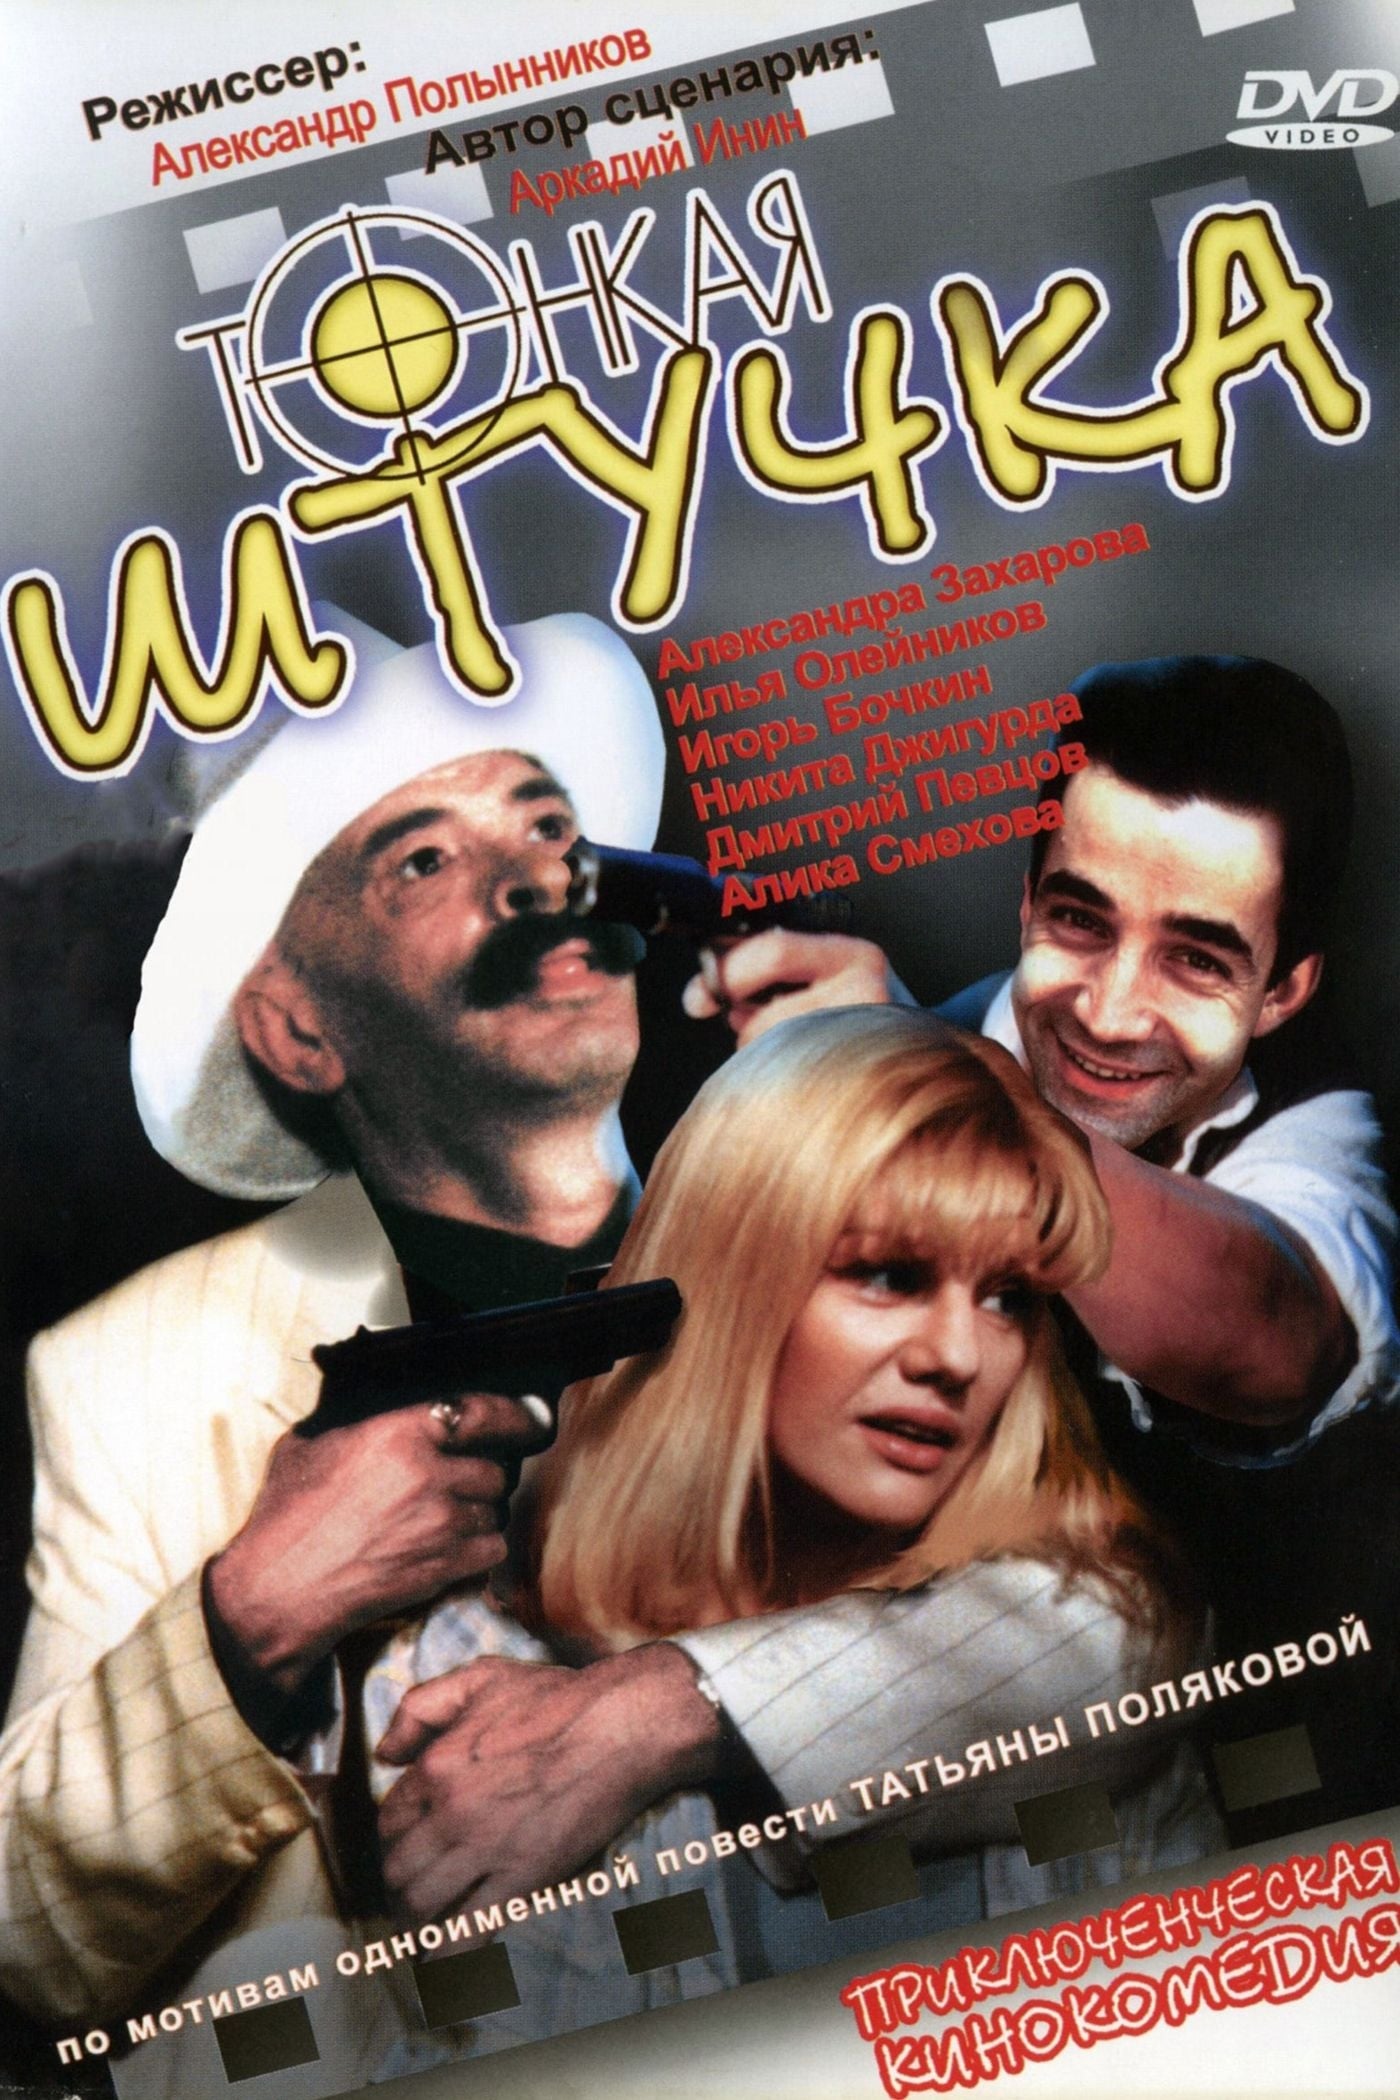 Режиссер:
Александр Полынников
Автор сценария:
Аркадий Инин
DVD
VIDEO
ТОНКАЯ
ШТУЧКА
Александра Захарова
Илья Олейников
Игорь Бочкин
Никита Джигурда
Дмитрий Певцов
Алика Смехова
ПО МОТИВАМ ОДНОИМЕННОЙ ПОВЕСТИ ТАТЬЯНЫ ПОЛЯКОВОЙ
ПРИКЛЮЧЕНЧЕСКАЯ
КИНОКОМЕДИЯ